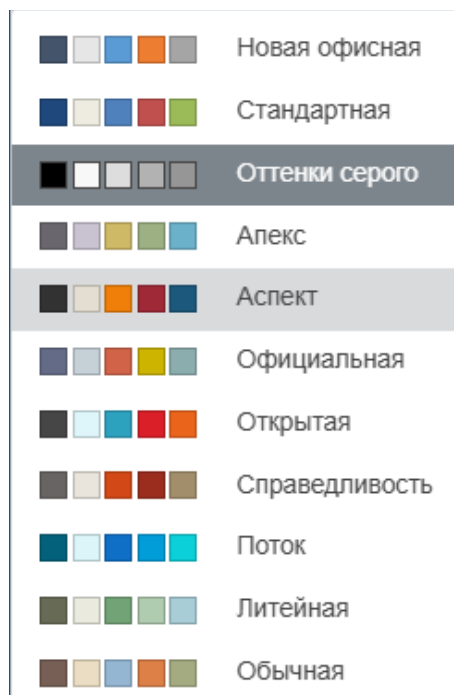 Новая офисная
Стандартная
Оттенки серого
Апекс
Аспект
Официальная
Открытая
Справедливость
Поток
Литейная
Обычная